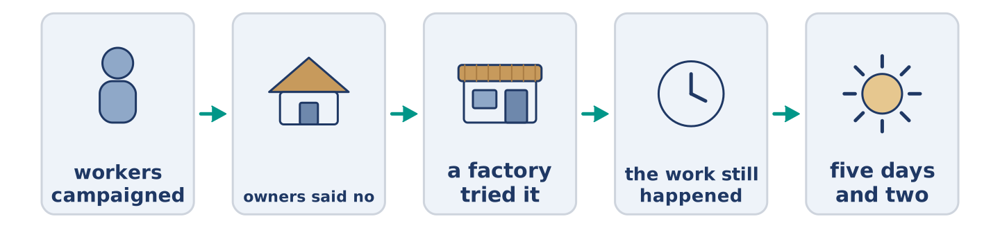 workers
campaigned
owners said no
a factory
tried it
the work still
happened
five days
and two